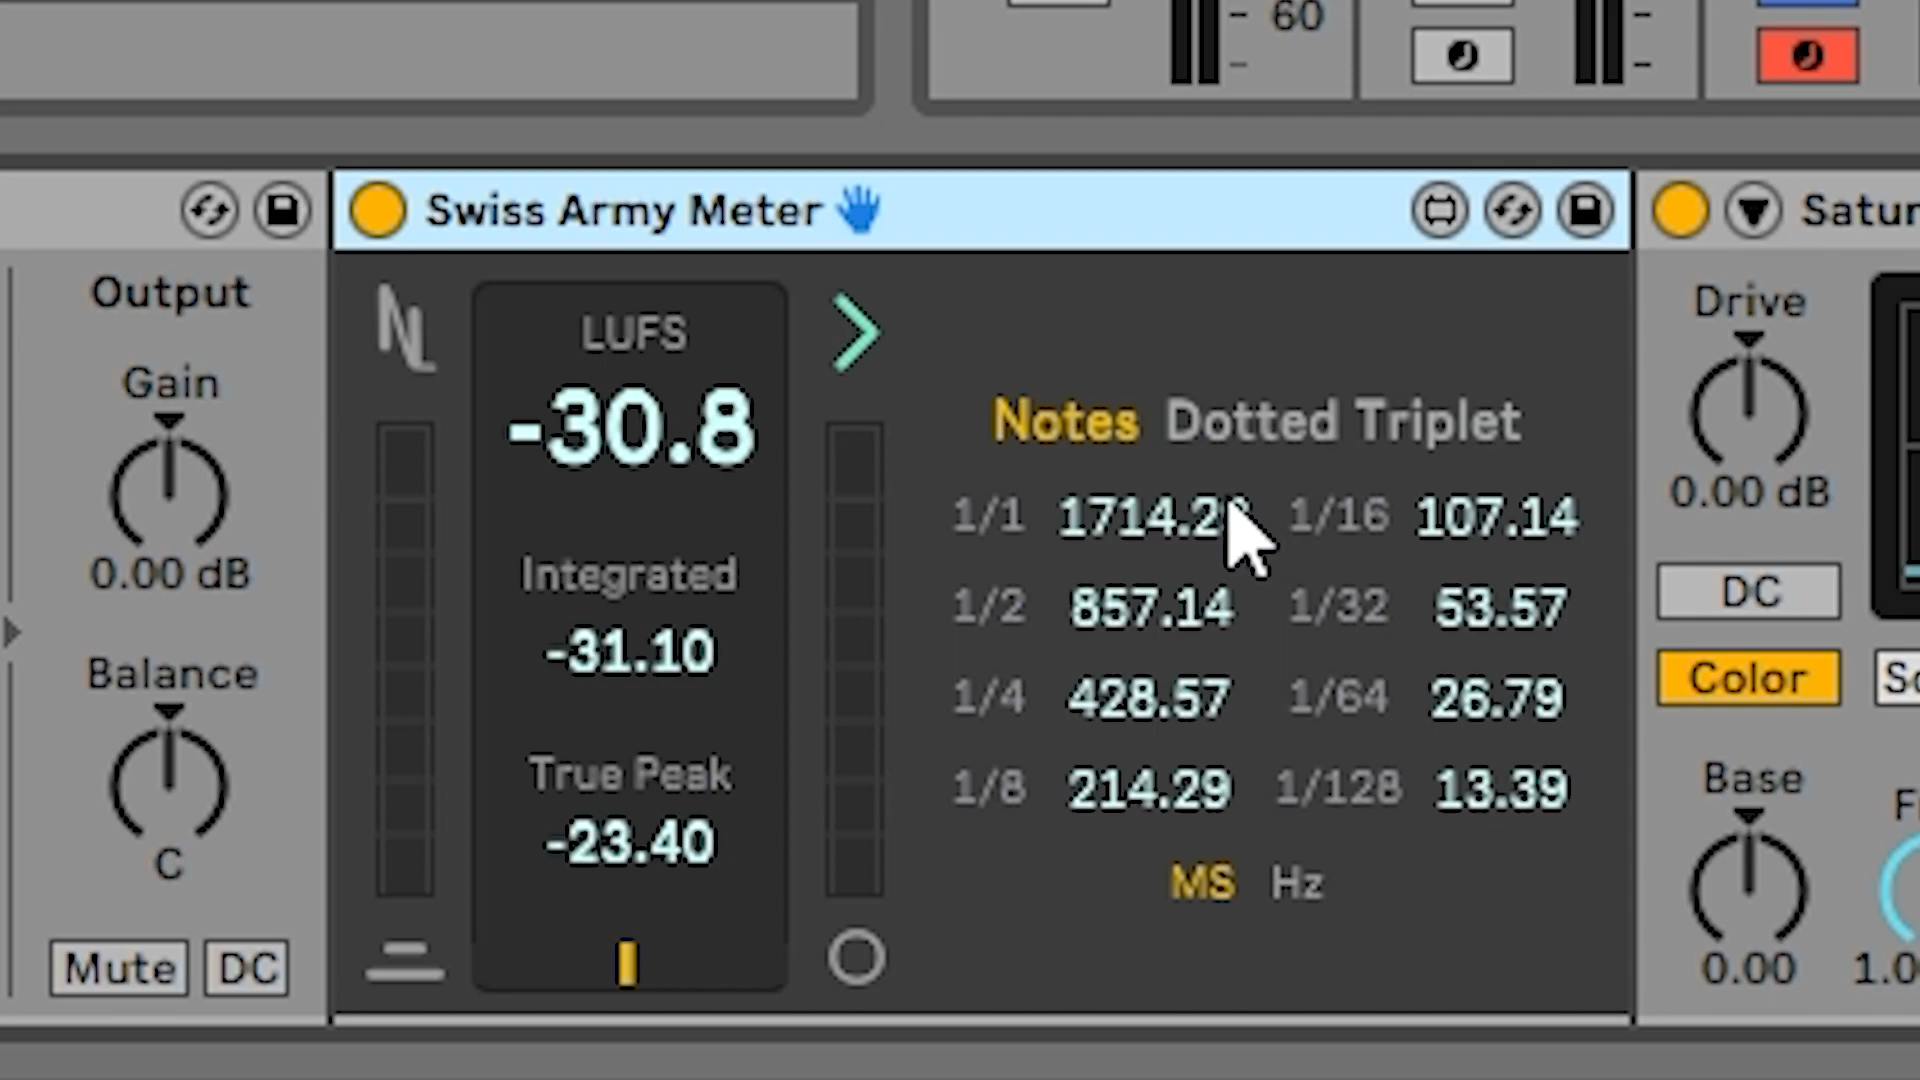 60
Swiss Army Meter
Output
Gain
0.00 dB
Balance
C
Mute DC
LUFS
-30.8
Integrated
-31.10
True Peak
-23.40
Notes Dotted Triplet
1/1 1/16 107.14
1/2 857.14 1/32 53.57
1/4 428.57 1/64 26.79
1/8 214.29 1/128 13.39
MS Hz
Drive
0.00 dB
DC
Color
Base
0.00